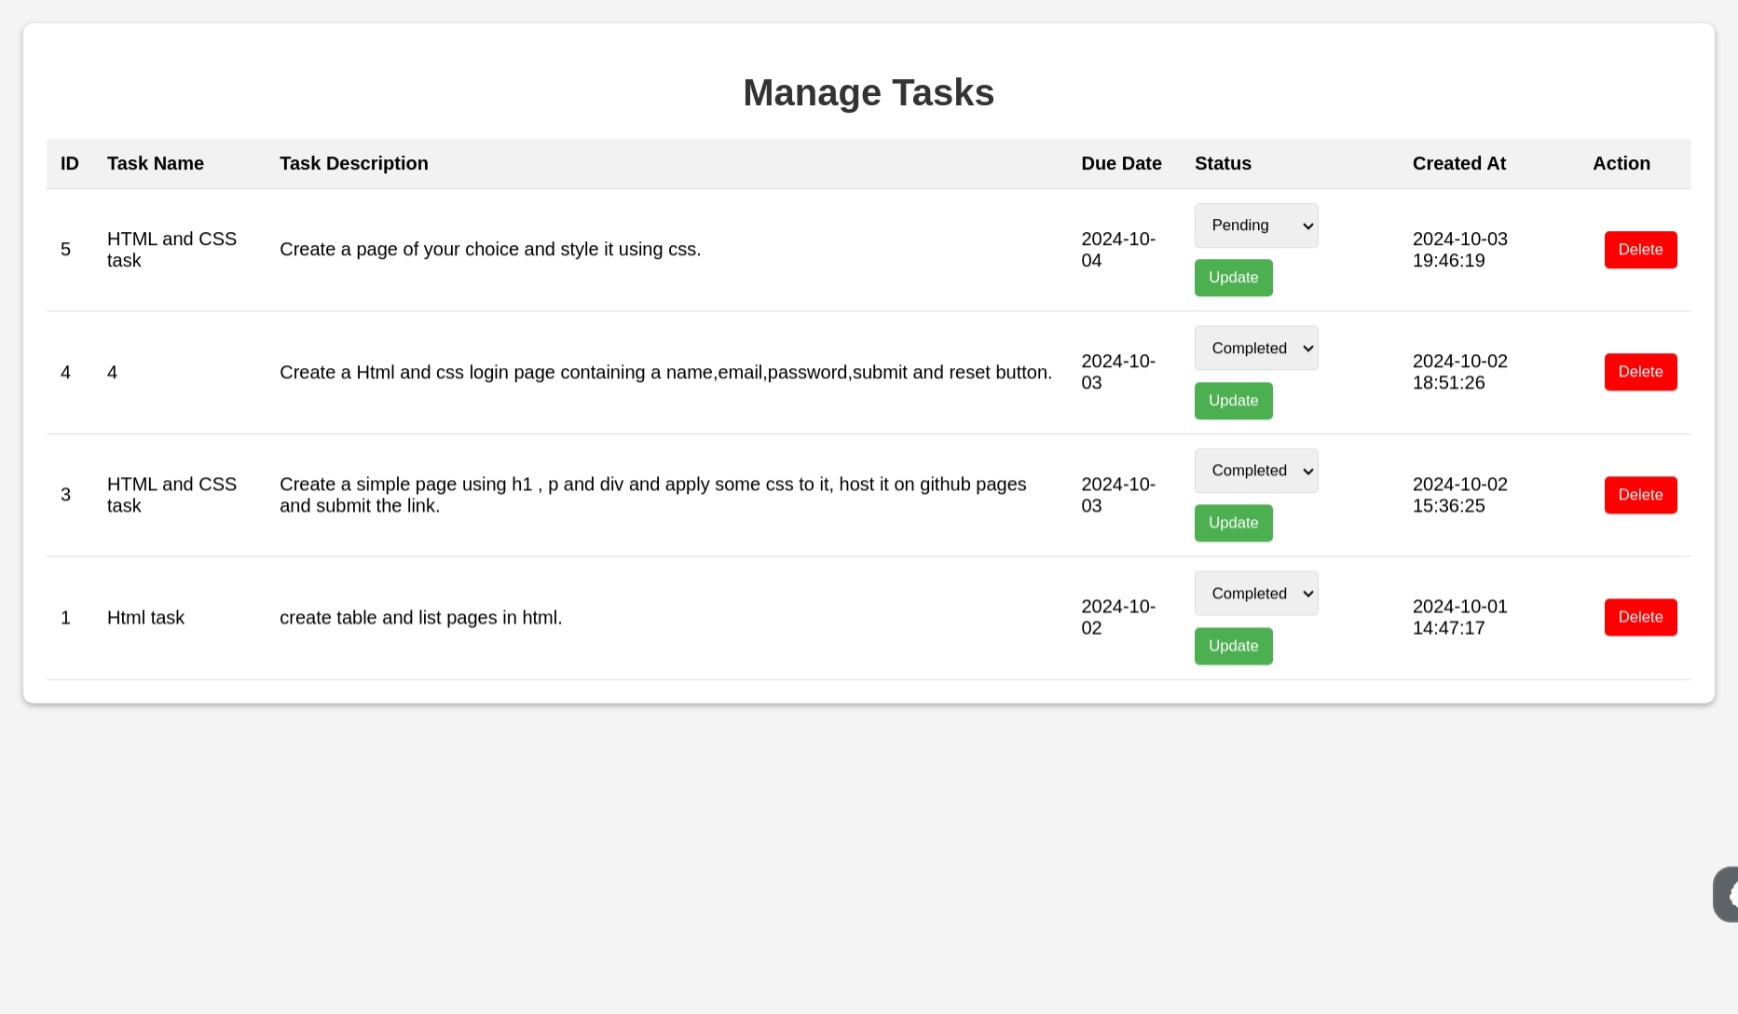 Manage Tasks
ID Task Name Task Description Due Date Status Created At Action
5 HTML and CSS task Create a page of your choice and style it using css. 2024-10-04 Pending Update 2024-10-03 19:46:19 Delete
4 4 Create a Html and css login page containing a name,email,password,submit and reset button. 2024-10-03 Completed Update 2024-10-02 18:51:26 Delete
3 HTML and CSS task Create a simple page using h1 , p and div and apply some css to it, host it on github pages and submit the link. 2024-10-03 Completed Update 2024-10-02 15:36:25 Delete
1 Html task create table and list pages in html. 2024-10-02 Completed Update 2024-10-01 14:47:17 Delete